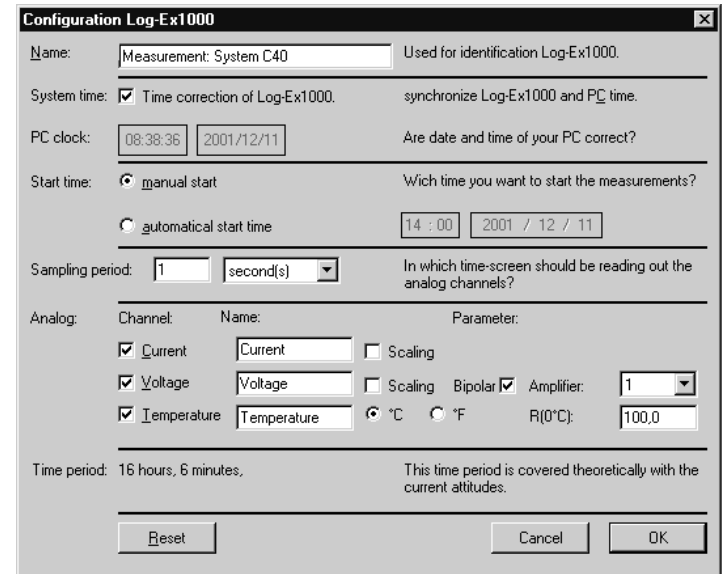 Configuration Log-Ex1000
Name: Measurement: System C40 Used for identification Log-Ex1000.
System time: Time correction of Log-Ex1000. synchronize Log-Ex1000 and PC time.
PC clock: 08:38:36 2001/12/11 Are date and time of your PC correct?
Start time: manual start Wich time you want to start the measurements?
automatical start time 14 : 00 2001 / 12 / 11
Sampling period: 1 second(s) In which time-screen should be reading out the
analog channels?
Analog: Channel: Name: Parameter:
Current Current Scaling
Voltage Voltage Scaling Bipolar Amplifier: 1
Temperature Temperature °C °F R(0°C): 100,0
Time period: 16 hours, 6 minutes, This time period is covered theoretically with the
current attitudes.
Reset Cancel OK